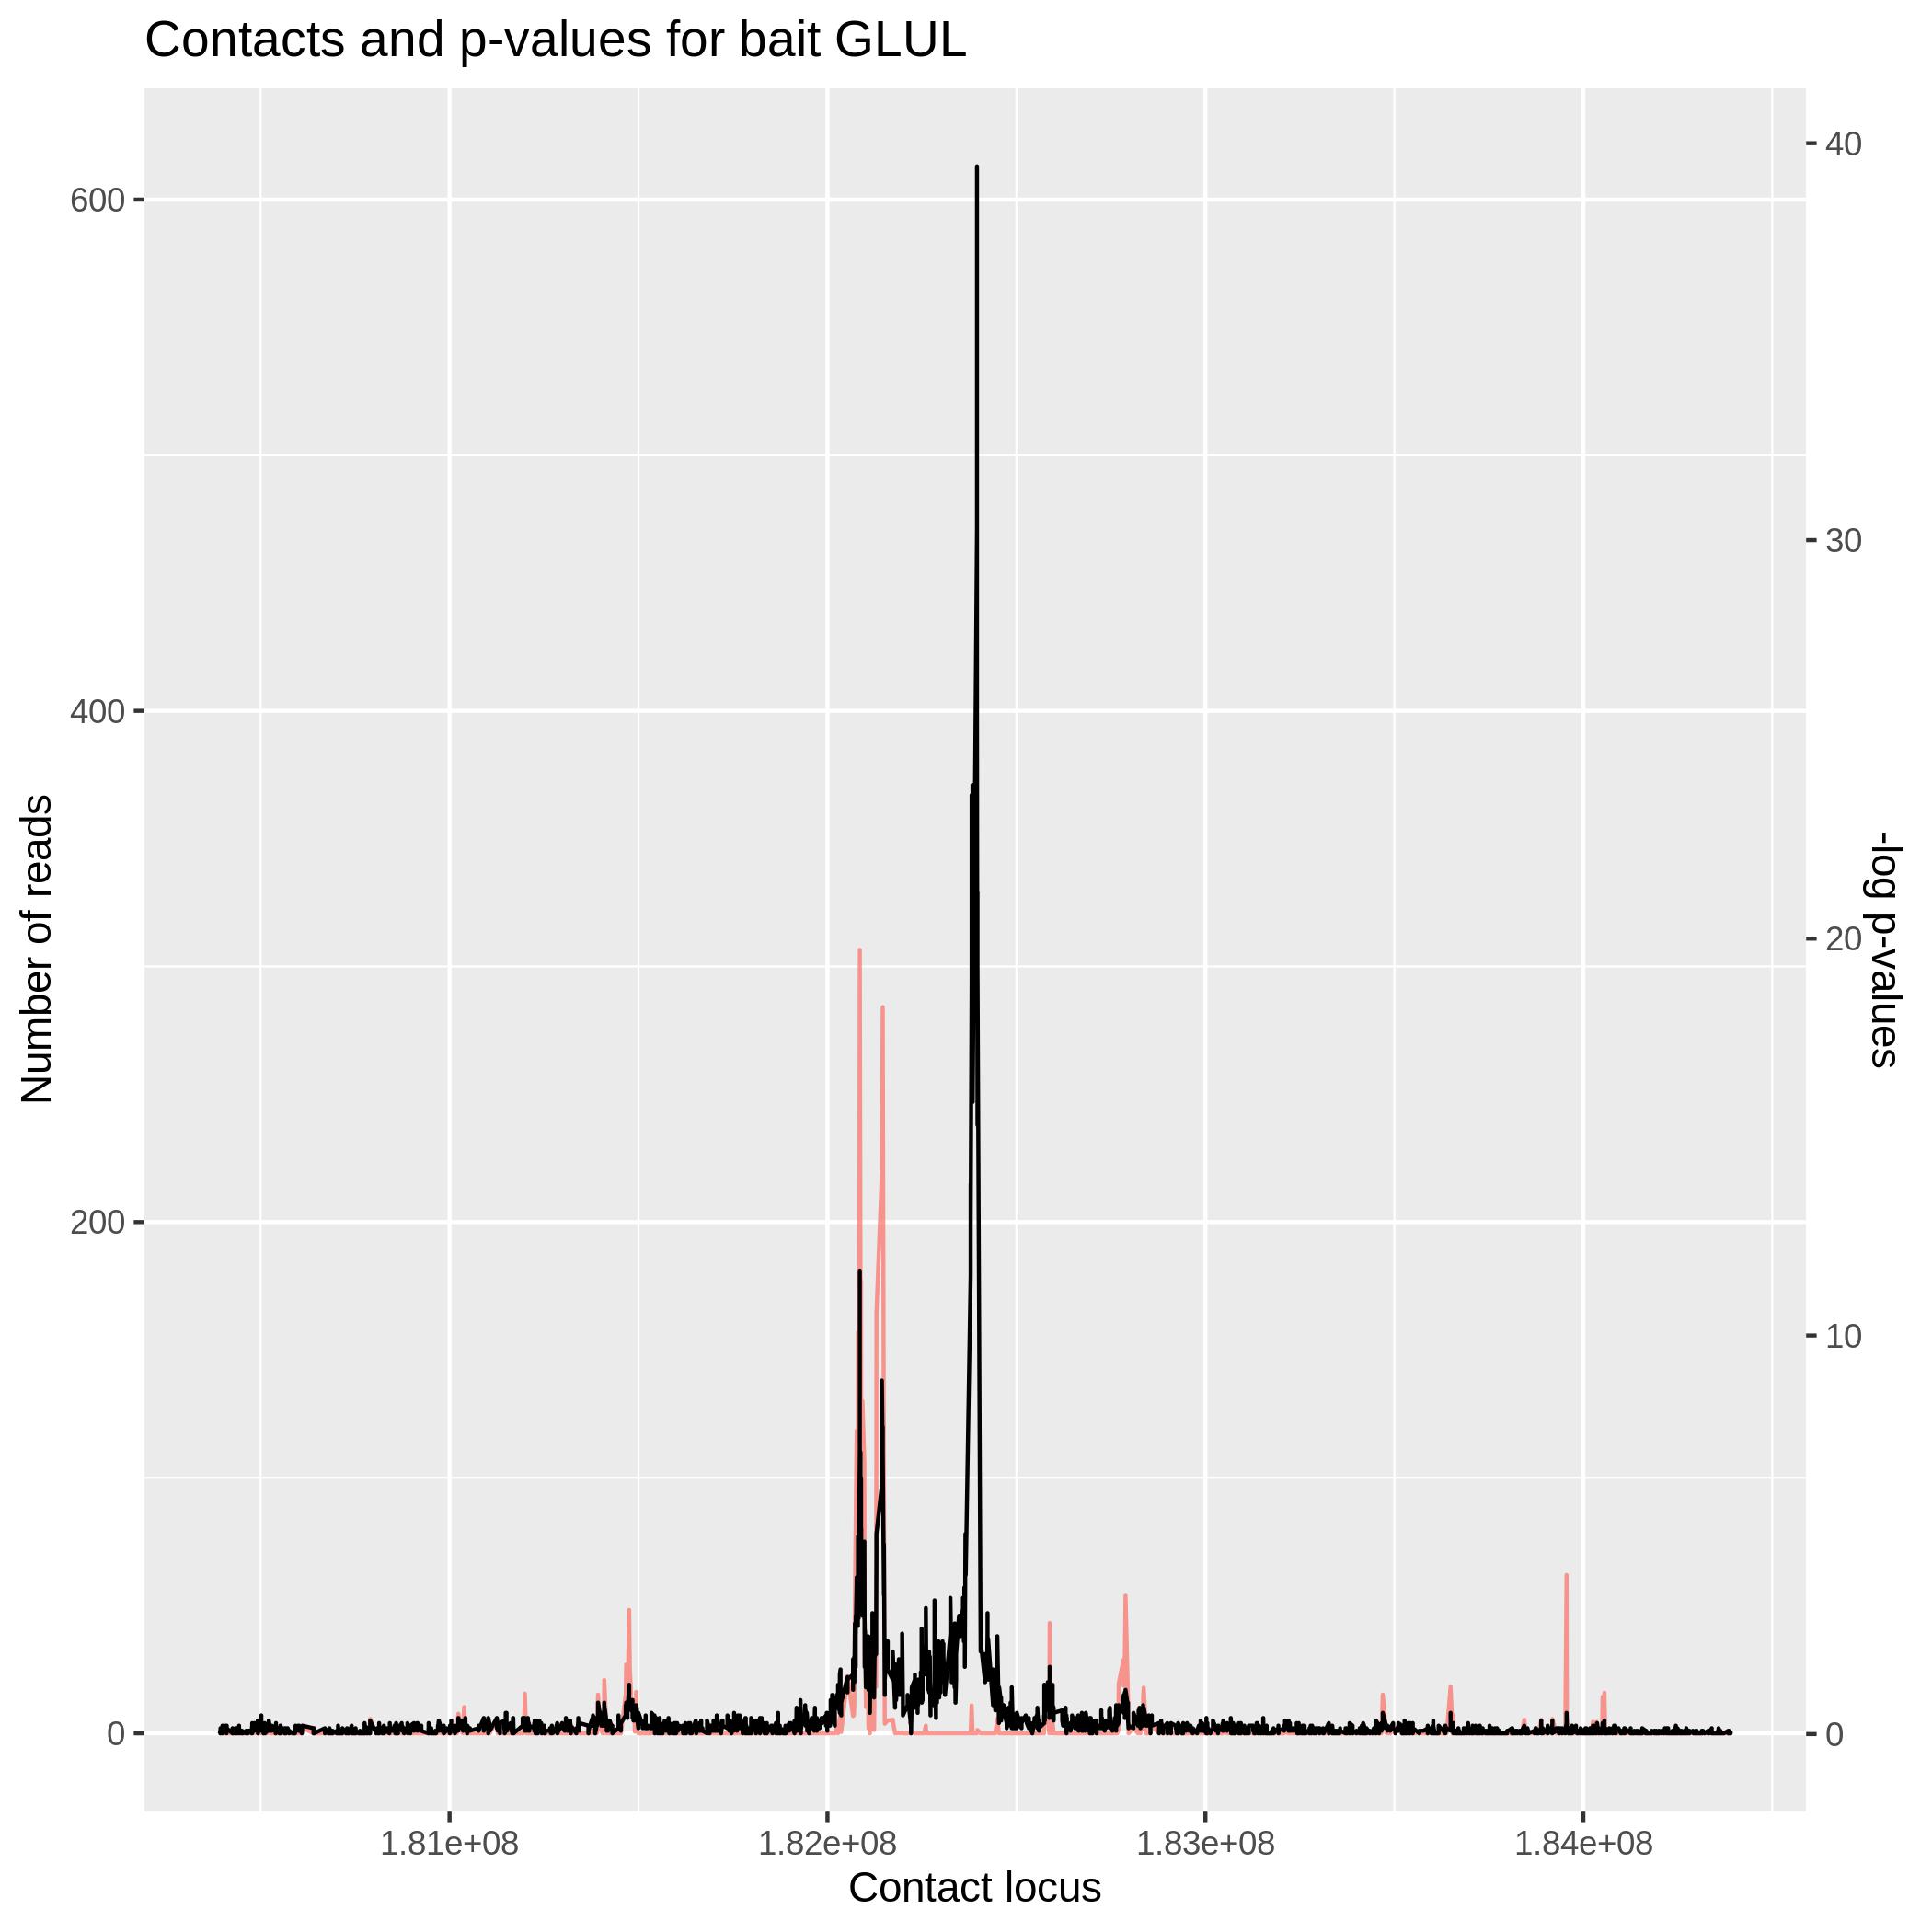 Contacts and p-values for bait GLUL
Number of reads
600
400
200
0
40
30
20
10
0
-log p-values
1.81e+08
1.82e+08
1.83e+08
1.84e+08
Contact locus